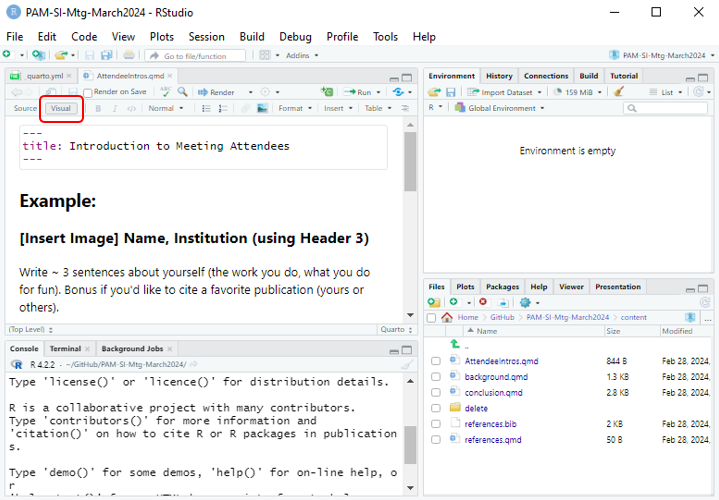 PAM-SI-Mtg-March2024 - RStudio
File Edit Code View Plots Session Build Debug Profile Tools Help
Go to file/function Addins PAM-SI-Mtg-March2024
quarto.yml AttendeeIntros.qmd
Render on Save Render Run
Source Visual B I Normal Format Insert Table
---
title: Introduction to Meeting Attendees
---
Example:
[Insert Image] Name, Institution (using Header 3)
Write ~ 3 sentences about yourself (the work you do, what you do
for fun). Bonus if you'd like to cite a favorite publication (yours or
others).
(Top Level) Quarto
Console Terminal Background Jobs
R 4.2.2 · ~/GitHub/PAM-SI-Mtg-March2024/
Type 'license()' or 'licence()' for distribution details.
R is a collaborative project with many contributors.
Type 'contributors()' for more information and
'citation()' on how to cite R or R packages in publication
s.
Type 'demo()' for some demos, 'help()' for on-line help, o
r
Environment History Connections Build Tutorial
Import Dataset 159 MiB List
R Global Environment
Environment is empty
Files Plots Packages Help Viewer Presentation
Home GitHub PAM-SI-Mtg-March2024 content ...
Name Size Modified
..
AttendeeIntros.qmd 844 B Feb 28, 2024,
background.qmd 1.3 KB Feb 28, 2024,
conclusion.qmd 2.8 KB Feb 28, 2024,
delete
references.bib 2 KB Feb 28, 2024,
references.qmd 50 B Feb 28, 2024,